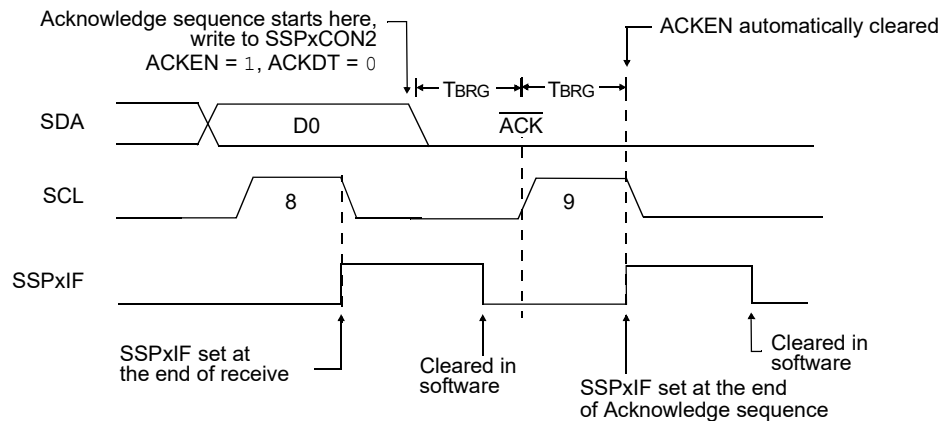 Acknowledge sequence starts here,
write to SSPxCON2
ACKEN = 1, ACKDT = 0
ACKEN automatically cleared
TBRG
TBRG
SDA
D0
ACK
SCL
8
9
SSPxIF
SSPxIF set at
the end of receive
Cleared in
software
SSPxIF set at the end
of Acknowledge sequence
Cleared in
software